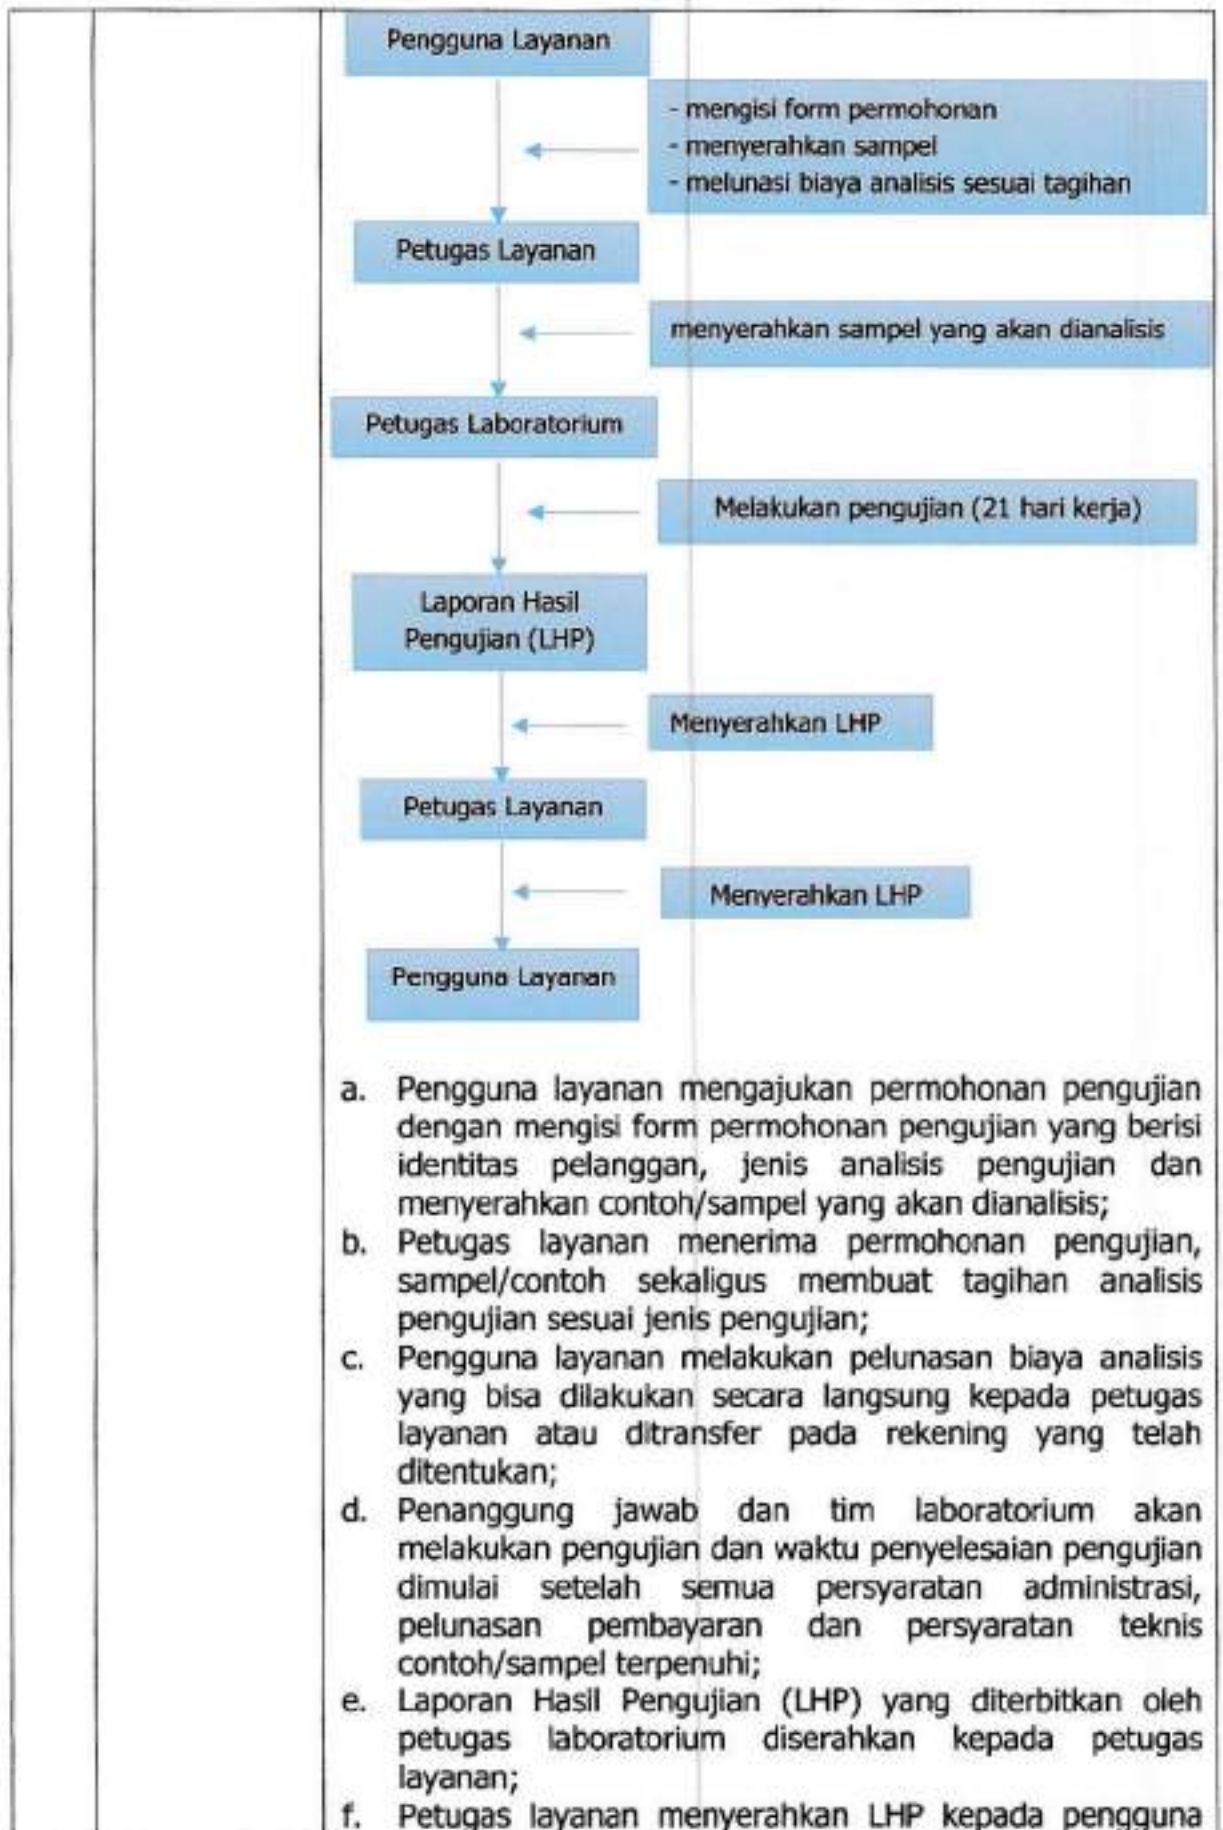 Pengguna Layanan
- mengisi form permohonan
- menyerahkan sampel
- melunasi biaya analisis sesuai tagihan
Petugas Layanan
menyerahkan sampel yang akan dianalisis
Petugas Laboratorium
Melakukan pengujian (21 hari kerja)
Laporan Hasil
Pengujian (LHP)
Menyerahkan LHP
Petugas Layanan
Menyerahkan LHP
Pengguna Layanan
a. Pengguna layanan mengajukan permohonan pengujian
dengan mengisi form permohonan pengujian yang berisi
identitas pelanggan, jenis analisis pengujian dan
menyerahkan contoh/sampel yang akan dianalisis;
b. Petugas layanan menerima permohonan pengujian,
sampel/contoh sekaligus membuat tagihan analisis
pengujian sesuai jenis pengujian;
c. Pengguna layanan melakukan pelunasan biaya analisis
yang bisa dilakukan secara langsung kepada petugas
layanan atau ditransfer pada rekening yang telah
ditentukan;
d. Penanggung jawab dan tim laboratorium akan
melakukan pengujian dan waktu penyelesaian pengujian
dimulai setelah semua persyaratan administrasi,
pelunasan pembayaran dan persyaratan teknis
contoh/sampel terpenuhi;
e. Laporan Hasil Pengujian (LHP) yang diterbitkan oleh
petugas laboratorium diserahkan kepada petugas
layanan;
f. Petugas layanan menyerahkan LHP kepada pengguna